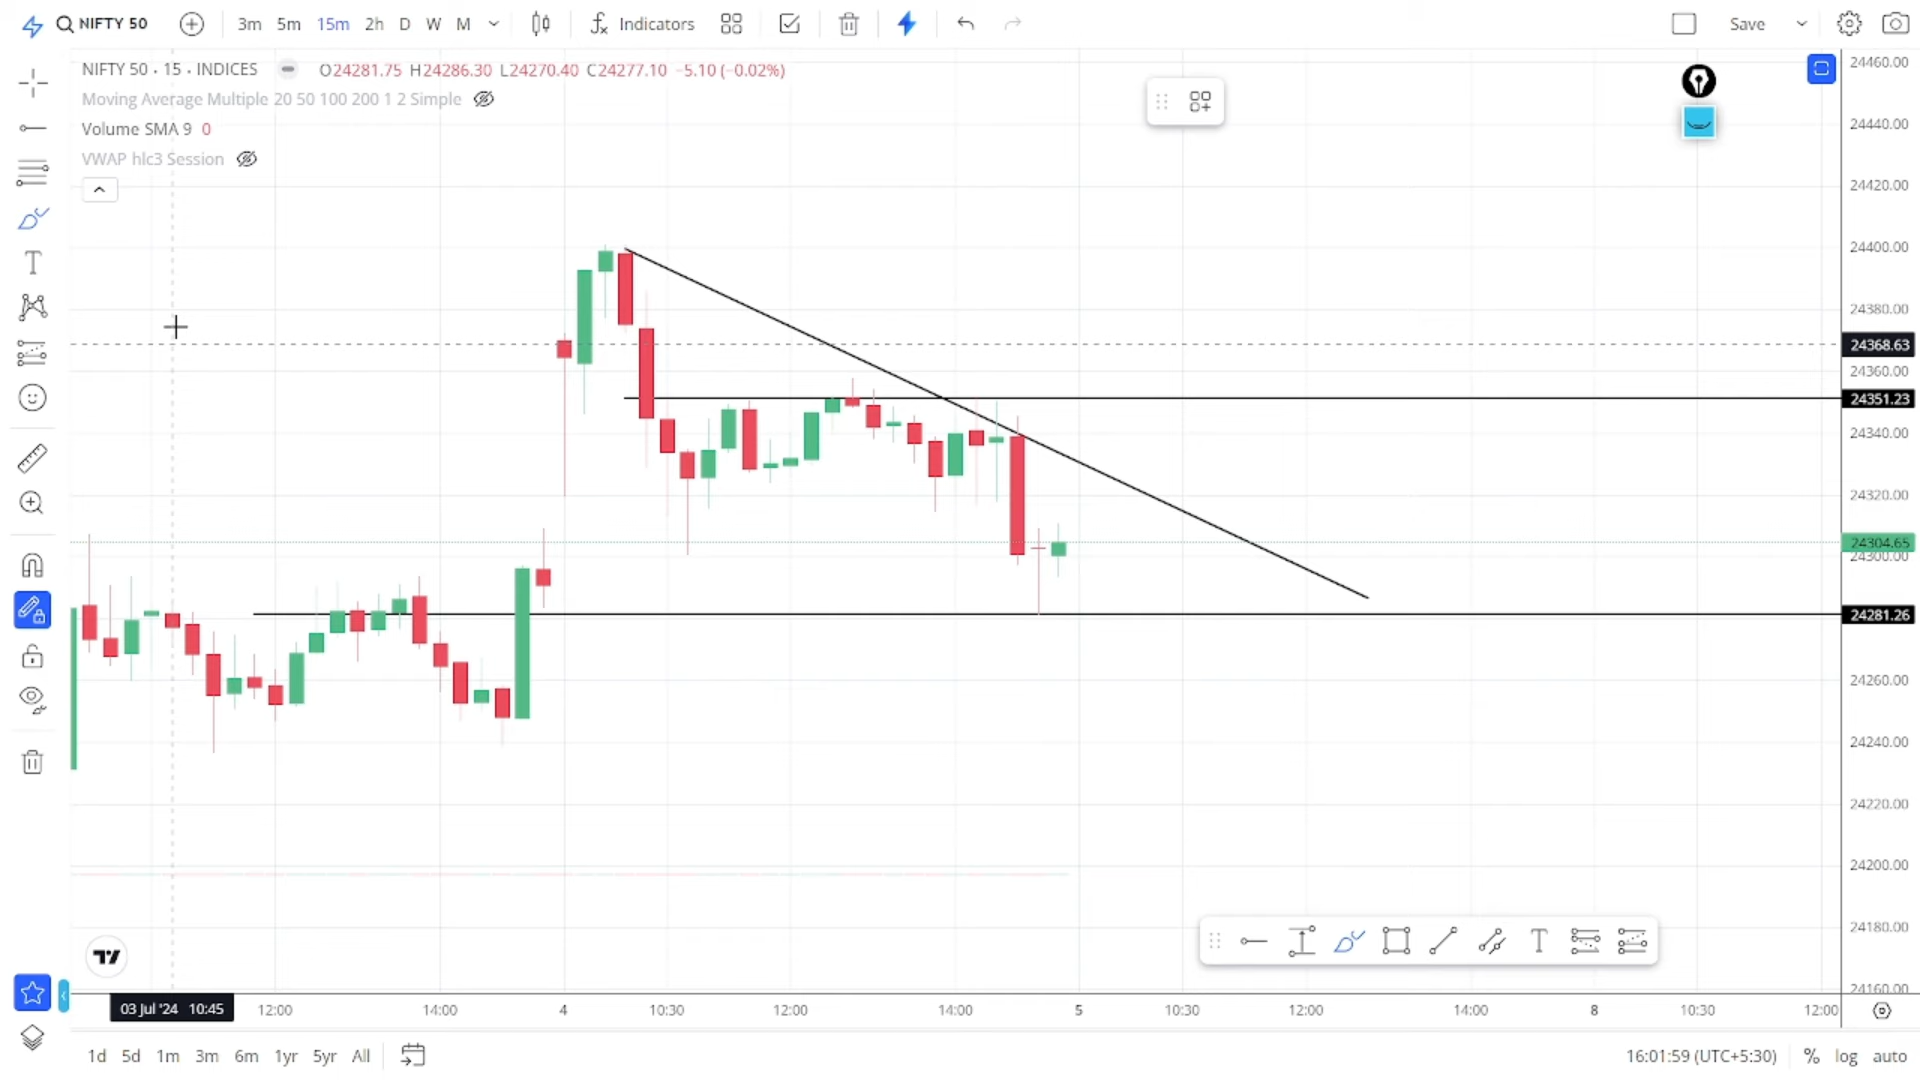 NIFTY 50 3m 5m 15m 2h D W M Indicators Save
NIFTY 50 · 15 · INDICES O24281.75 H24286.30 L24270.40 C24277.10 −5.10 (−0.02%)
Moving Average Multiple 20 50 100 200 1 2 Simple
Volume SMA 9 0
VWAP hlc3 Session
24460.00
24440.00
24420.00
24400.00
24380.00
24368.63
24360.00
24351.23
24340.00
24320.00
24304.65
24300.00
24281.26
24260.00
24240.00
24220.00
24200.00
24180.00
24160.00
03 Jul '24 10:45 12:00 14:00 4 10:30 12:00 14:00 5 10:30 12:00 14:00 8 10:30 12:00
1d 5d 1m 3m 6m 1yr 5yr All 16:01:59 (UTC+5:30) % log auto